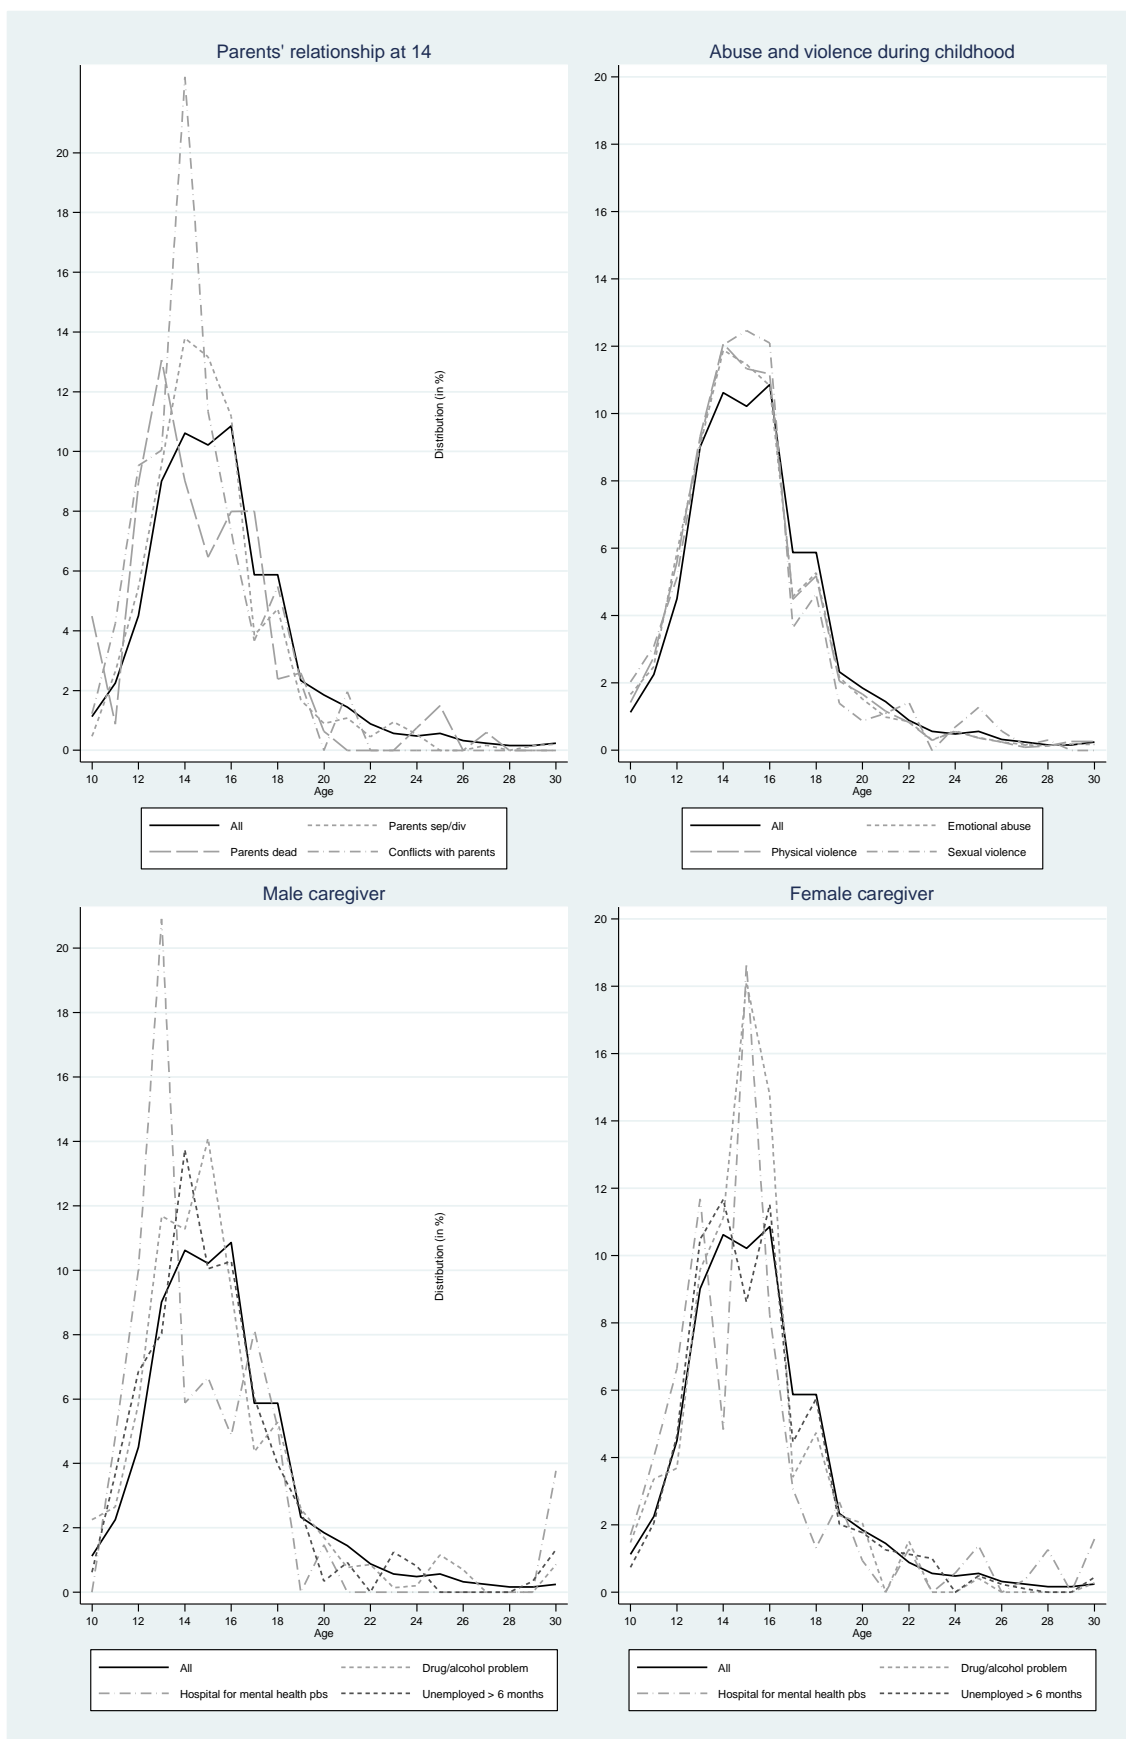 Parents' relationship at 14
20
18
16
14
12
10
8
6
4
2
0
Distribution (in %)
10 12 14 16 18 20 22 24 26 28 30
Age
All Parents sep/div
Parents dead Conflicts with parents
Abuse and violence during childhood
20
18
16
14
12
10
8
6
4
2
0
10 12 14 16 18 20 22 24 26 28 30
Age
All Emotional abuse
Physical violence Sexual violence
Male caregiver
20
18
16
14
12
10
8
6
4
2
0
Distribution (in %)
10 12 14 16 18 20 22 24 26 28 30
Age
All Drug/alcohol problem
Hospital for mental health pbs Unemployed > 6 months
Female caregiver
20
18
16
14
12
10
8
6
4
2
0
10 12 14 16 18 20 22 24 26 28 30
Age
All Drug/alcohol problem
Hospital for mental health pbs Unemployed > 6 months